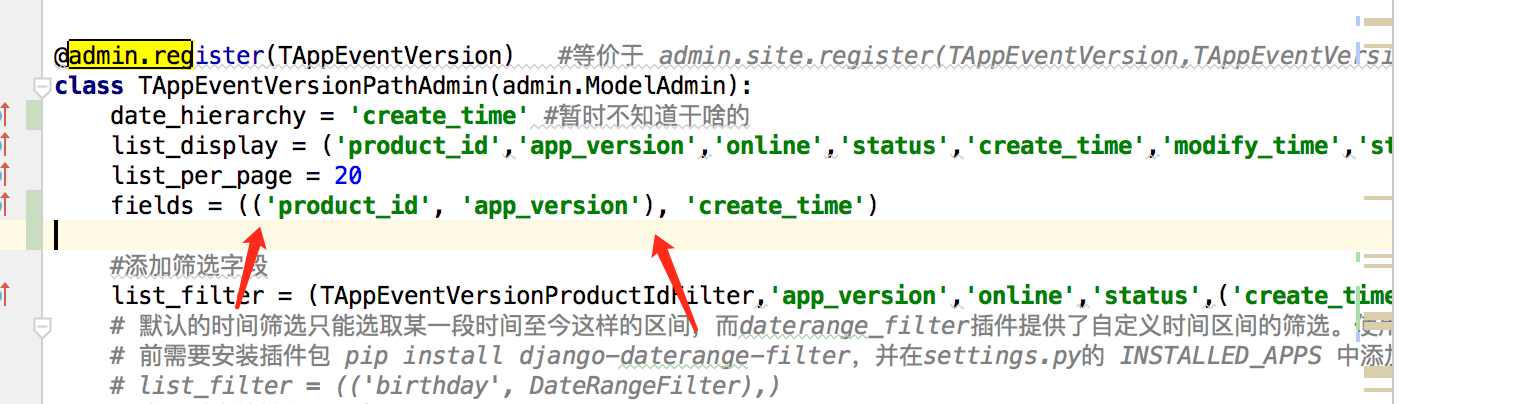 @admin.register(TAppEventVersion)   #等价于 admin.site.register(TAppEventVersion,TAppEventVersi
class TAppEventVersionPathAdmin(admin.ModelAdmin):
    date_hierarchy = 'create_time' #暂时不知道干啥的
    list_display = ('product_id','app_version','online','status','create_time','modify_time','st
    list_per_page = 20
    fields = (('product_id', 'app_version'), 'create_time')
    #添加筛选字段
    list_filter = (TAppEventVersionProductIdFilter,'app_version','online','status',('create_time
    # 默认的时间筛选只能选取某一段时间至今这样的区间，而daterange_filter插件提供了自定义时间区间的筛选。使用
    # 前需要安装插件包 pip install django-daterange-filter，并在settings.py的 INSTALLED_APPS 中添加
    # list_filter = (('birthday', DateRangeFilter),)